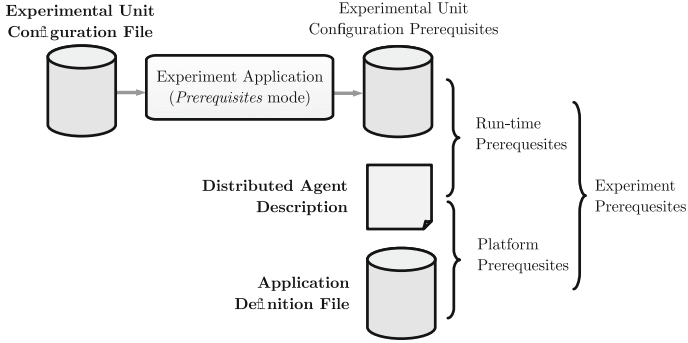 Experimental Unit
Configuration File
Experimental Unit
Configuration Prerequisites
Experiment Application
(Prerequisites mode)
Run-time
Prerequesites
Distributed Agent
Description
Experiment
Prerequesites
Platform
Prerequesites
Application
Definition File